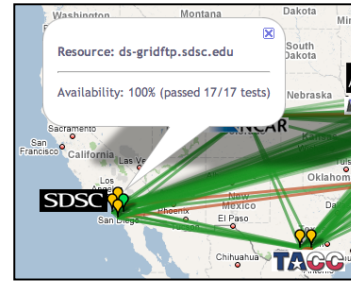 Washington
Montana
Dakota
Resource: ds-gridftp.sdsc.edu
South
Dakota
Availability: 100% (passed 17/17 tests)
Nebraska
NCAR
Sacramento
San
Francisco
California
Las Ve
Los
Oklahom
SDSC
Phoenix
New
Mexico
San Diego
El Paso
Chihuahua
TACC